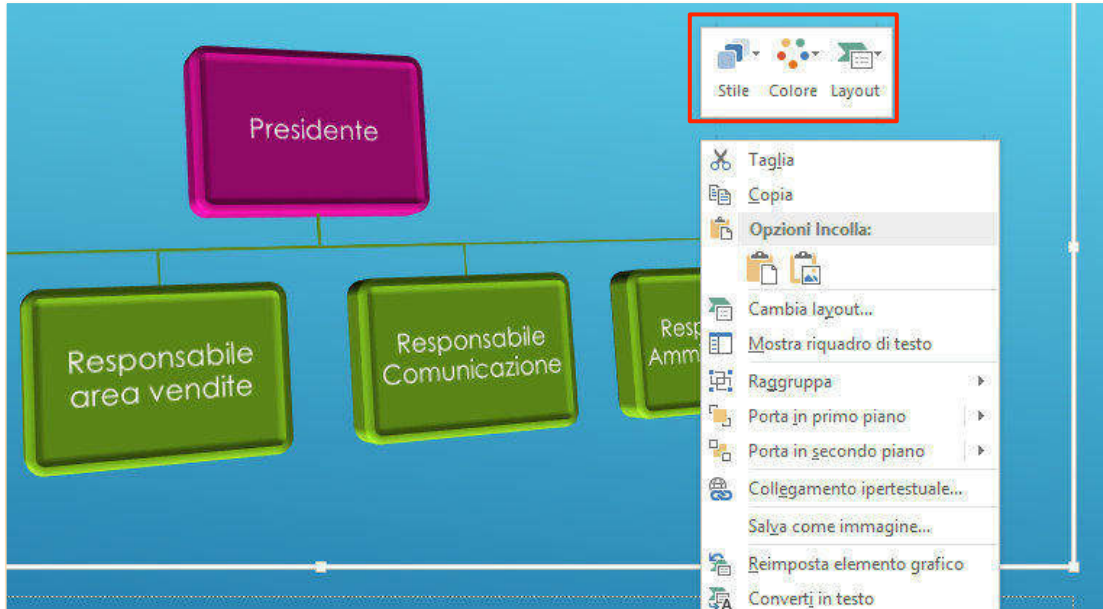 Presidente
Responsabile
area vendite
Responsabile
Comunicazione
Resp
Amm
Stile Colore Layout
Taglia
Copia
Opzioni Incolla:
Cambia layout...
Mostra riquadro di testo
Raggruppa
Porta in primo piano
Porta in secondo piano
Collegamento ipertestuale...
Salva come immagine...
Reimposta elemento grafico
Converti in testo